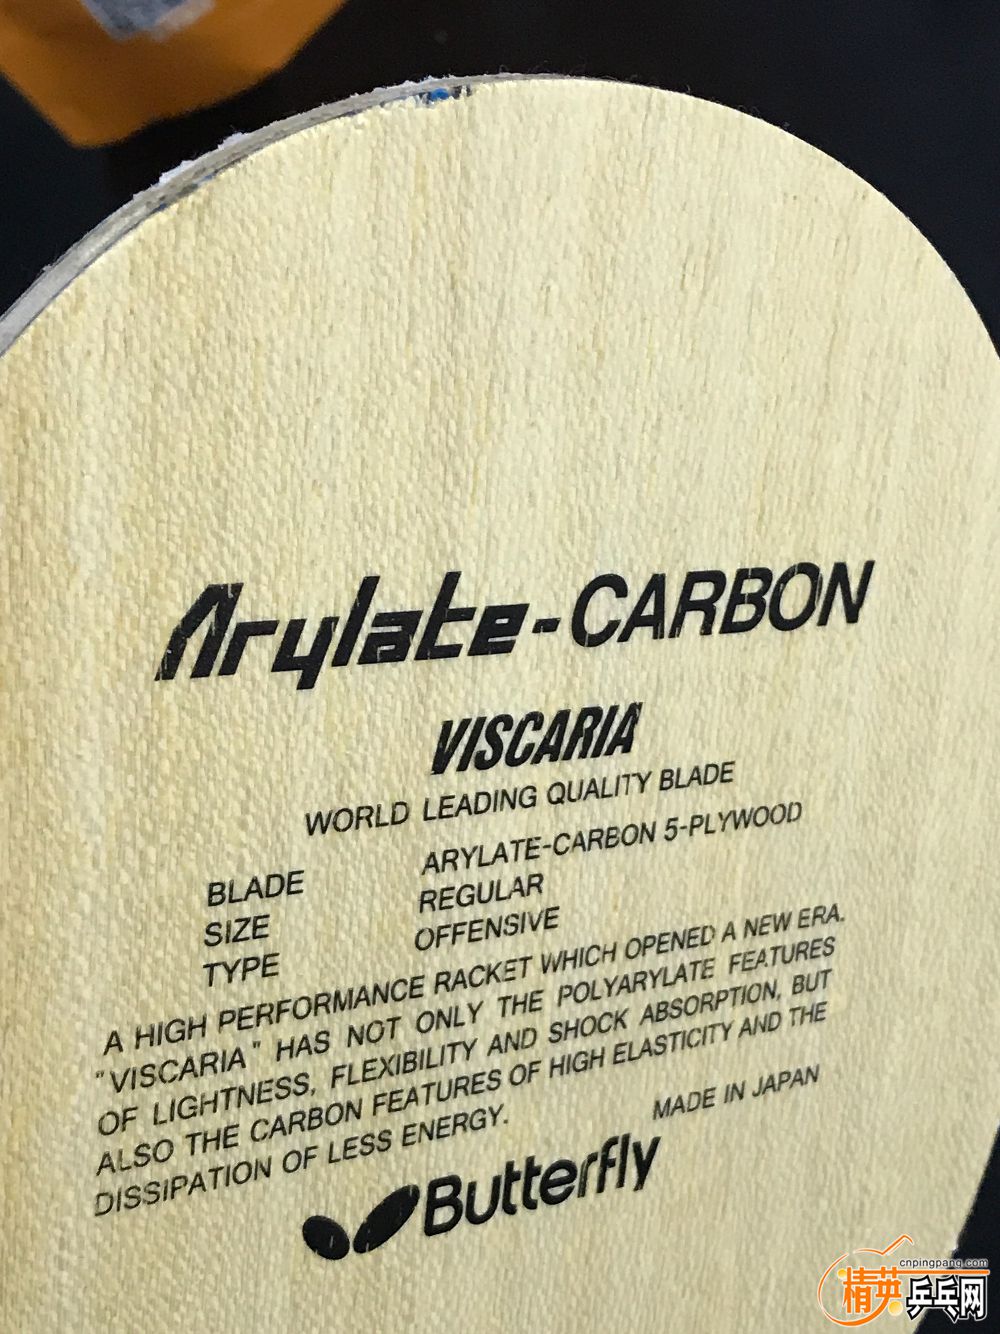 Arylate-CARBON
VISCARIA
WORLD LEADING QUALITY BLADE
BLADE ARYLATE-CARBON 5-PLYWOOD
SIZE REGULAR
TYPE OFFENSIVE
A HIGH PERFORMANCE RACKET WHICH OPENED A NEW ERA.
"VISCARIA" HAS NOT ONLY THE POLYARYLATE FEATURES
OF LIGHTNESS, FLEXIBILITY AND SHOCK ABSORPTION, BUT
ALSO THE CARBON FEATURES OF HIGH ELASTICITY AND THE
DISSIPATION OF LESS ENERGY.
MADE IN JAPAN
Butterfly
cnpingpang.com
精英乒乓网